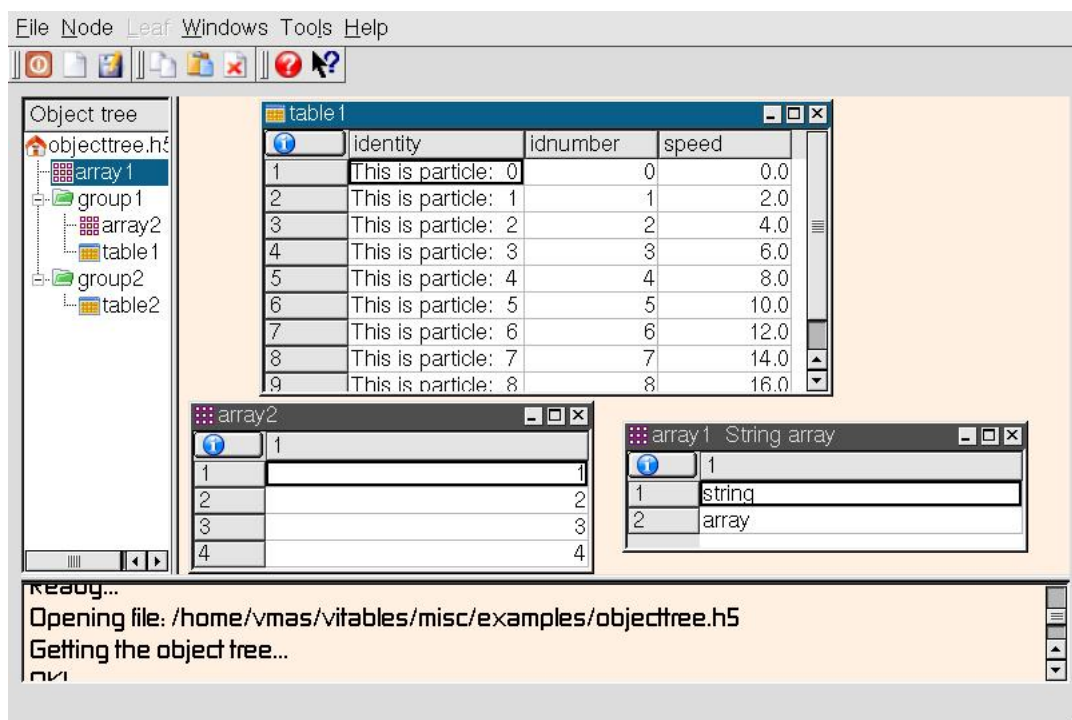 File Node Leaf Windows Tools Help
Object tree
objecttree.h5
array1
group1
array2
table1
group2
table2
table1
identity idnumber speed
1 This is particle: 0 0 0.0
2 This is particle: 1 1 2.0
3 This is particle: 2 2 4.0
4 This is particle: 3 3 6.0
5 This is particle: 4 4 8.0
6 This is particle: 5 5 10.0
7 This is particle: 6 6 12.0
8 This is particle: 7 7 14.0
9 This is particle: 8 8 16.0
array2
1
1 1
2 2
3 3
4 4
array1 String array
1
1 string
2 array
Ready...
Opening file: /home/vmas/vitables/misc/examples/objecttree.h5
Getting the object tree...
OK!